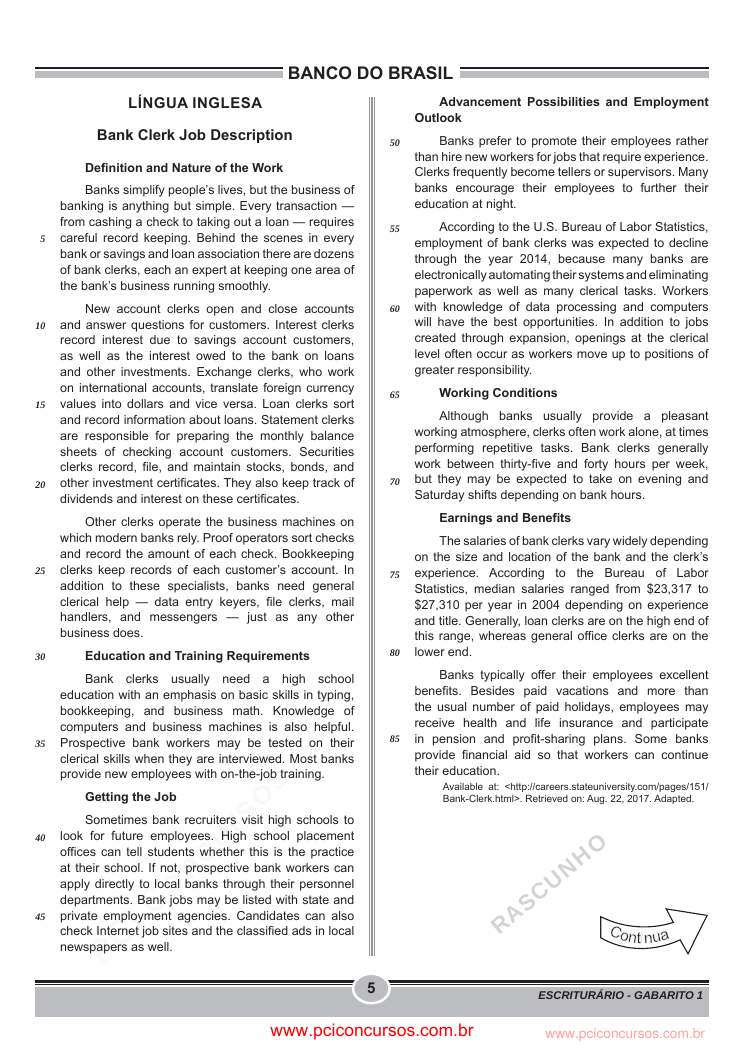 BANCO DO BRASIL
LÍNGUA INGLESA
Bank Clerk Job Description
Definition and Nature of the Work
Banks simplify people's lives, but the business of
banking is anything but simple. Every transaction —
from cashing a check to taking out a loan — requires
5 careful record keeping. Behind the scenes in every
bank or savings and loan association there are dozens
of bank clerks, each an expert at keeping one area of
the bank's business running smoothly.
New account clerks open and close accounts
10 and answer questions for customers. Interest clerks
record interest due to savings account customers,
as well as the interest owed to the bank on loans
and other investments. Exchange clerks, who work
on international accounts, translate foreign currency
15 values into dollars and vice versa. Loan clerks sort
and record information about loans. Statement clerks
are responsible for preparing the monthly balance
sheets of checking account customers. Securities
clerks record, file, and maintain stocks, bonds, and
20 other investment certificates. They also keep track of
dividends and interest on these certificates.
Other clerks operate the business machines on
which modern banks rely. Proof operators sort checks
and record the amount of each check. Bookkeeping
25 clerks keep records of each customer's account. In
addition to these specialists, banks need general
clerical help — data entry keyers, file clerks, mail
handlers, and messengers — just as any other
business does.
30 Education and Training Requirements
Bank clerks usually need a high school
education with an emphasis on basic skills in typing,
bookkeeping, and business math. Knowledge of
computers and business machines is also helpful.
35 Prospective bank workers may be tested on their
clerical skills when they are interviewed. Most banks
provide new employees with on-the-job training.
Getting the Job
Sometimes bank recruiters visit high schools to
40 look for future employees. High school placement
offices can tell students whether this is the practice
at their school. If not, prospective bank workers can
apply directly to local banks through their personnel
departments. Bank jobs may be listed with state and
45 private employment agencies. Candidates can also
check Internet job sites and the classified ads in local
newspapers as well.
Advancement Possibilities and Employment
Outlook
50 Banks prefer to promote their employees rather
than hire new workers for jobs that require experience.
Clerks frequently become tellers or supervisors. Many
banks encourage their employees to further their
education at night.
55 According to the U.S. Bureau of Labor Statistics,
employment of bank clerks was expected to decline
through the year 2014, because many banks are
electronically automating their systems and eliminating
paperwork as well as many clerical tasks. Workers
60 with knowledge of data processing and computers
will have the best opportunities. In addition to jobs
created through expansion, openings at the clerical
level often occur as workers move up to positions of
greater responsibility.
65 Working Conditions
Although banks usually provide a pleasant
working atmosphere, clerks often work alone, at times
performing repetitive tasks. Bank clerks generally
work between thirty-five and forty hours per week,
70 but they may be expected to take on evening and
Saturday shifts depending on bank hours.
Earnings and Benefits
The salaries of bank clerks vary widely depending
on the size and location of the bank and the clerk's
75 experience. According to the Bureau of Labor
Statistics, median salaries ranged from $23,317 to
$27,310 per year in 2004 depending on experience
and title. Generally, loan clerks are on the high end of
this range, whereas general office clerks are on the
80 lower end.
Banks typically offer their employees excellent
benefits. Besides paid vacations and more than
the usual number of paid holidays, employees may
receive health and life insurance and participate
85 in pension and profit-sharing plans. Some banks
provide financial aid so that workers can continue
their education.
Available at: <http://careers.stateuniversity.com/pages/151/
Bank-Clerk.html>. Retrieved on: Aug. 22, 2017. Adapted.
RASCUNHO
Cont nua
5
ESCRITURÁRIO - GABARITO 1
www.pciconcursos.com.br
www.pciconcursos.com.br